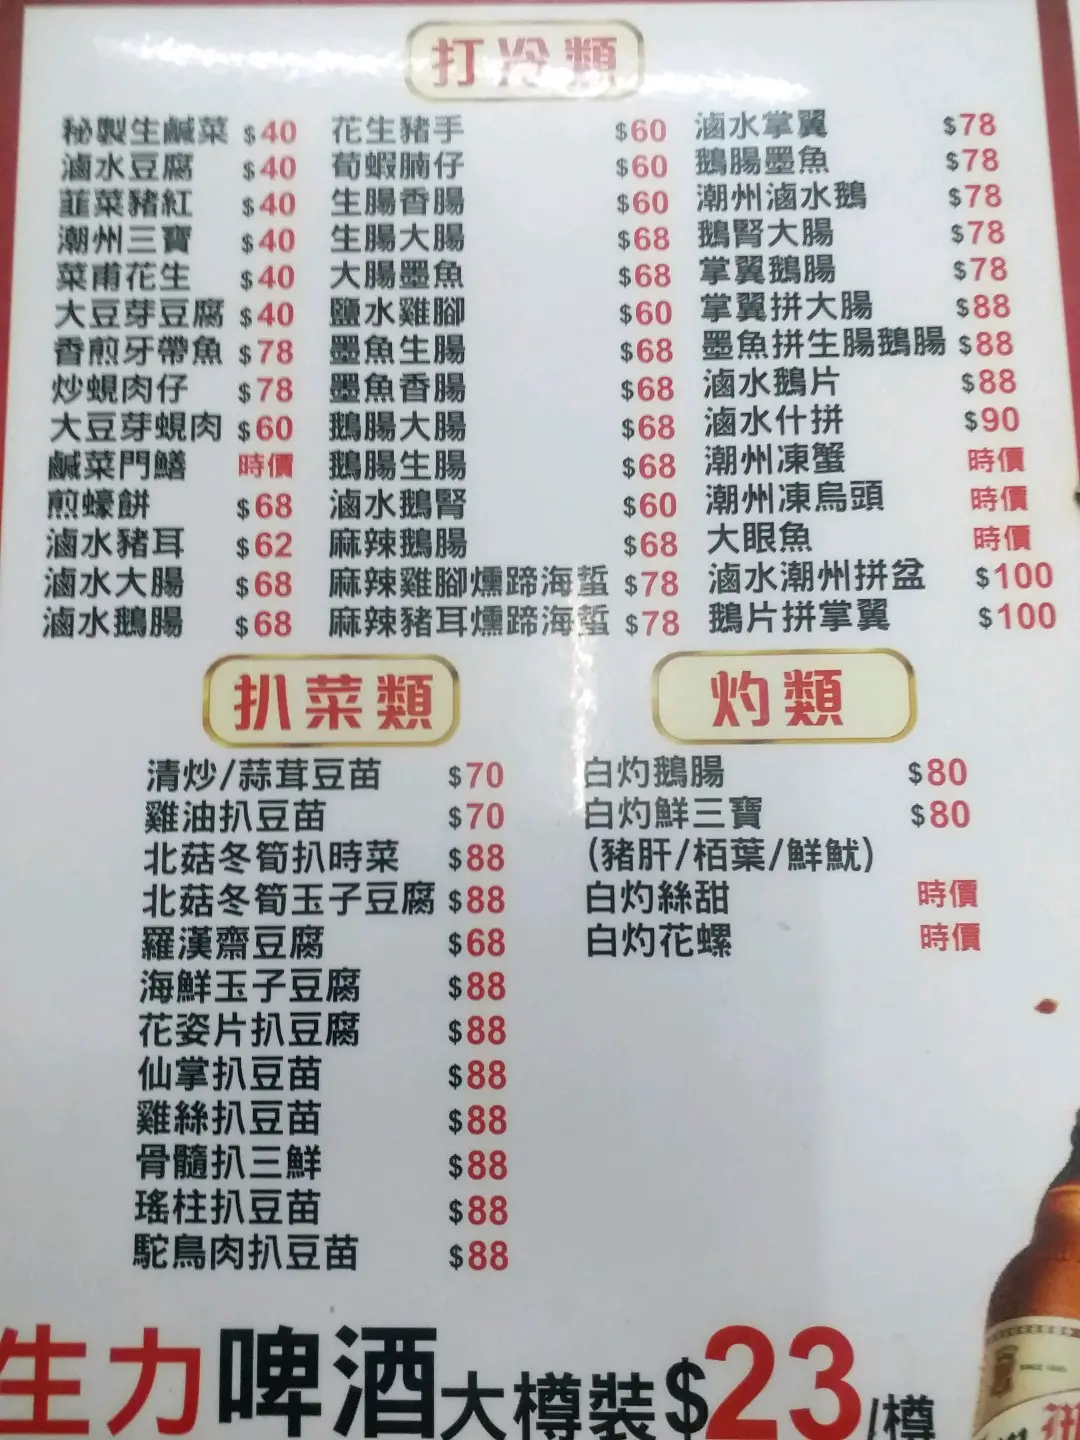 打冷類
秘製生鹹菜 $40
滷水豆腐 $40
韮菜豬紅 $40
潮州三寶 $40
菜甫花生 $40
大豆芽豆腐 $40
香煎牙帶魚 $78
炒蜆肉仔 $78
大豆芽蜆肉 $60
鹹菜門鱔 時價
煎蠔餅 $68
滷水豬耳 $62
滷水大腸 $68
滷水鵝腸 $68
花生豬手 $60
荀蝦腩仔 $60
生腸香腸 $60
生腸大腸 $68
大腸墨魚 $68
鹽水雞腳 $60
墨魚生腸 $68
墨魚香腸 $68
鵝腸大腸 $68
鵝腸生腸 $68
滷水鵝腎 $60
麻辣鵝腸 $68
麻辣雞腳燻蹄海蜇 $78
麻辣豬耳燻蹄海蜇 $78
滷水掌翼 $78
鵝腸墨魚 $78
潮州滷水鵝 $78
鵝腎大腸 $78
掌翼鵝腸 $78
掌翼拼大腸 $88
墨魚拼生腸鵝腸 $88
滷水鵝片 $88
滷水什拼 $90
潮州凍蟹 時價
潮州凍烏頭 時價
大眼魚 時價
滷水潮州拼盆 $100
鵝片拼掌翼 $100
扒菜類
清炒/蒜茸豆苗 $70
雞油扒豆苗 $70
北菇冬筍扒時菜 $88
北菇冬筍玉子豆腐 $88
羅漢齋豆腐 $68
海鮮玉子豆腐 $88
花姿片扒豆腐 $88
仙掌扒豆苗 $88
雞絲扒豆苗 $88
骨髓扒三鮮 $88
瑤柱扒豆苗 $88
駝鳥肉扒豆苗 $88
灼類
白灼鵝腸 $80
白灼鮮三寶 $80
(豬肝/栢葉/鮮魷)
白灼絲甜 時價
白灼花螺 時價
生力啤酒大樽裝$23/樽